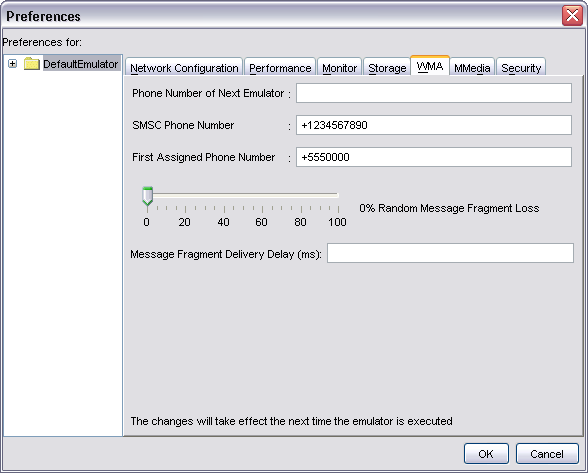 Preferences
Preferences for:
DefaultEmulator
Network Configuration Performance Monitor Storage WMA MMedia Security
Phone Number of Next Emulator :
SMSC Phone Number : +1234567890
First Assigned Phone Number : +5550000
0 20 40 60 80 100
0% Random Message Fragment Loss
Message Fragment Delivery Delay (ms):
The changes will take effect the next time the emulator is executed
OK Cancel